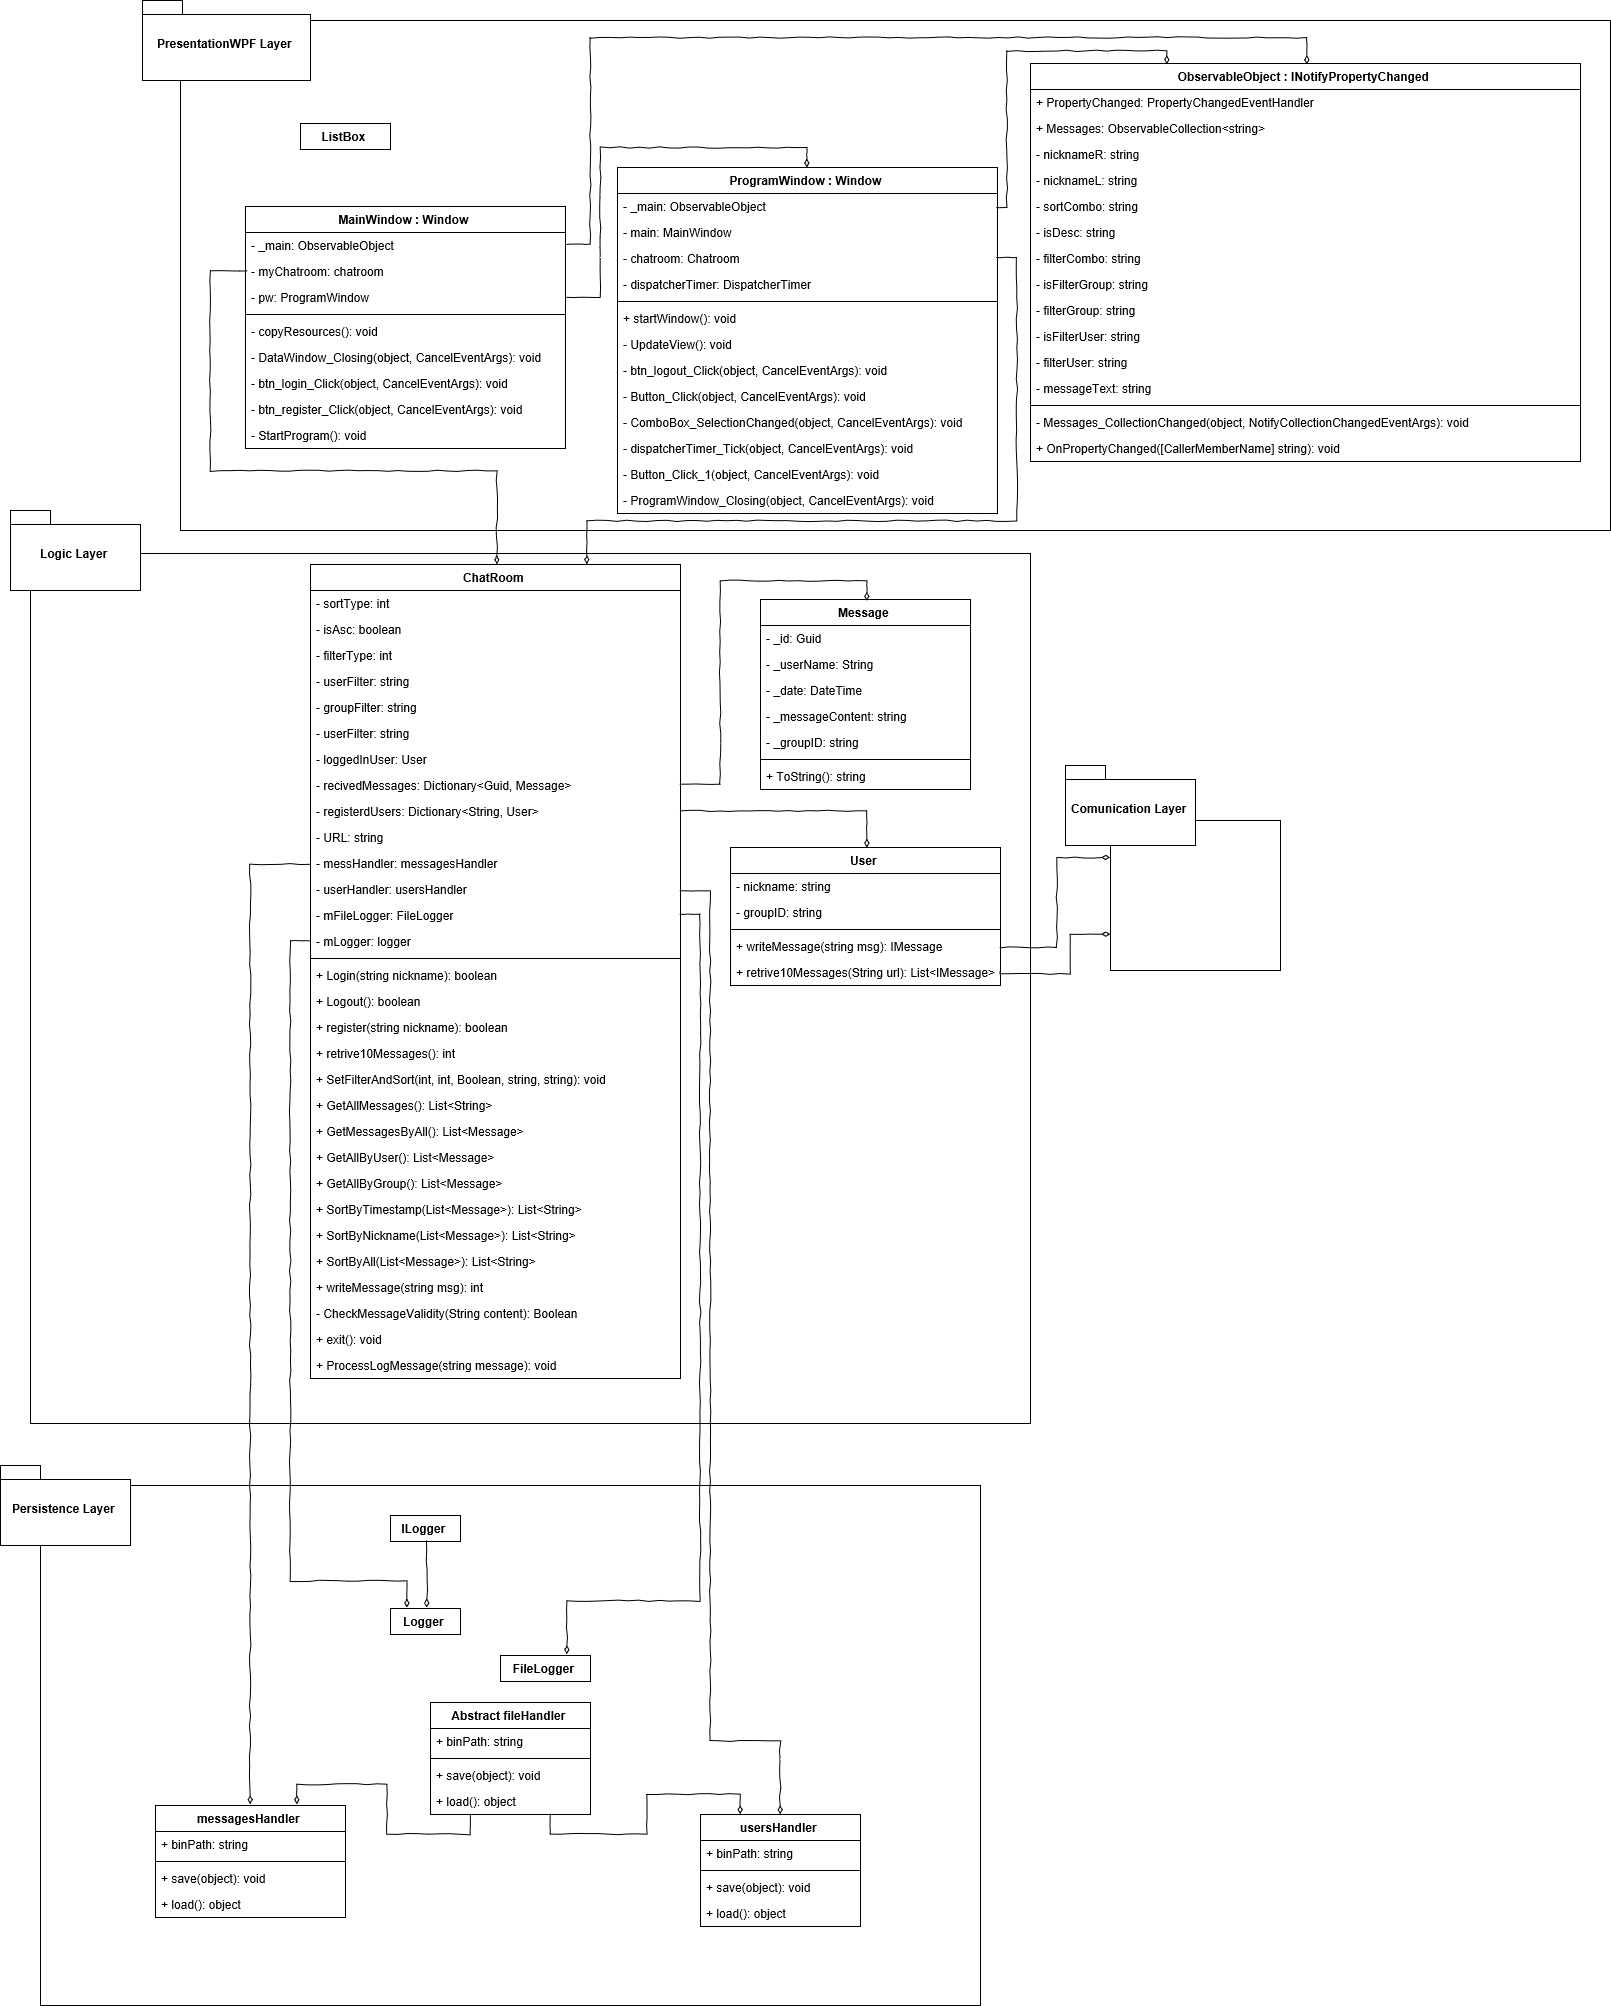 PresentationWPF Layer
ListBox
MainWindow : Window
- _main: ObservableObject
- myChatroom: chatroom
- pw: ProgramWindow
- copyResources(): void
- DataWindow_Closing(object, CancelEventArgs): void
- btn_login_Click(object, CancelEventArgs): void
- btn_register_Click(object, CancelEventArgs): void
- StartProgram(): void
ProgramWindow : Window
- _main: ObservableObject
- main: MainWindow
- chatroom: Chatroom
- dispatcherTimer: DispatcherTimer
+ startWindow(): void
- UpdateView(): void
- btn_logout_Click(object, CancelEventArgs): void
- Button_Click(object, CancelEventArgs): void
- ComboBox_SelectionChanged(object, CancelEventArgs): void
- dispatcherTimer_Tick(object, CancelEventArgs): void
- Button_Click_1(object, CancelEventArgs): void
- ProgramWindow_Closing(object, CancelEventArgs): void
ObservableObject : INotifyPropertyChanged
+ PropertyChanged: PropertyChangedEventHandler
+ Messages: ObservableCollection<string>
- nicknameR: string
- nicknameL: string
- sortCombo: string
- isDesc: string
- filterCombo: string
- isFilterGroup: string
- filterGroup: string
- isFilterUser: string
- filterUser: string
- messageText: string
- Messages_CollectionChanged(object, NotifyCollectionChangedEventArgs): void
+ OnPropertyChanged([CallerMemberName] string): void
Logic Layer
ChatRoom
- sortType: int
- isAsc: boolean
- filterType: int
- userFilter: string
- groupFilter: string
- userFilter: string
- loggedInUser: User
- recivedMessages: Dictionary<Guid, Message>
- registerdUsers: Dictionary<String, User>
- URL: string
- messHandler: messagesHandler
- userHandler: usersHandler
- mFileLogger: FileLogger
- mLogger: logger
+ Login(string nickname): boolean
+ Logout(): boolean
+ register(string nickname): boolean
+ retrive10Messages(): int
+ SetFilterAndSort(int, int, Boolean, string, string): void
+ GetAllMessages(): List<String>
+ GetMessagesByAll(): List<Message>
+ GetAllByUser(): List<Message>
+ GetAllByGroup(): List<Message>
+ SortByTimestamp(List<Message>): List<String>
+ SortByNickname(List<Message>): List<String>
+ SortByAll(List<Message>): List<String>
+ writeMessage(string msg): int
- CheckMessageValidity(String content): Boolean
+ exit(): void
+ ProcessLogMessage(string message): void
Message
- _id: Guid
- _userName: String
- _date: DateTime
- _messageContent: string
- _groupID: string
+ ToString(): string
User
- nickname: string
- groupID: string
+ writeMessage(string msg): IMessage
+ retrive10Messages(String url): List<IMessage>
Comunication Layer
Persistence Layer
ILogger
Logger
FileLogger
Abstract fileHandler
+ binPath: string
+ save(object): void
+ load(): object
messagesHandler
+ binPath: string
+ save(object): void
+ load(): object
usersHandler
+ binPath: string
+ save(object): void
+ load(): object